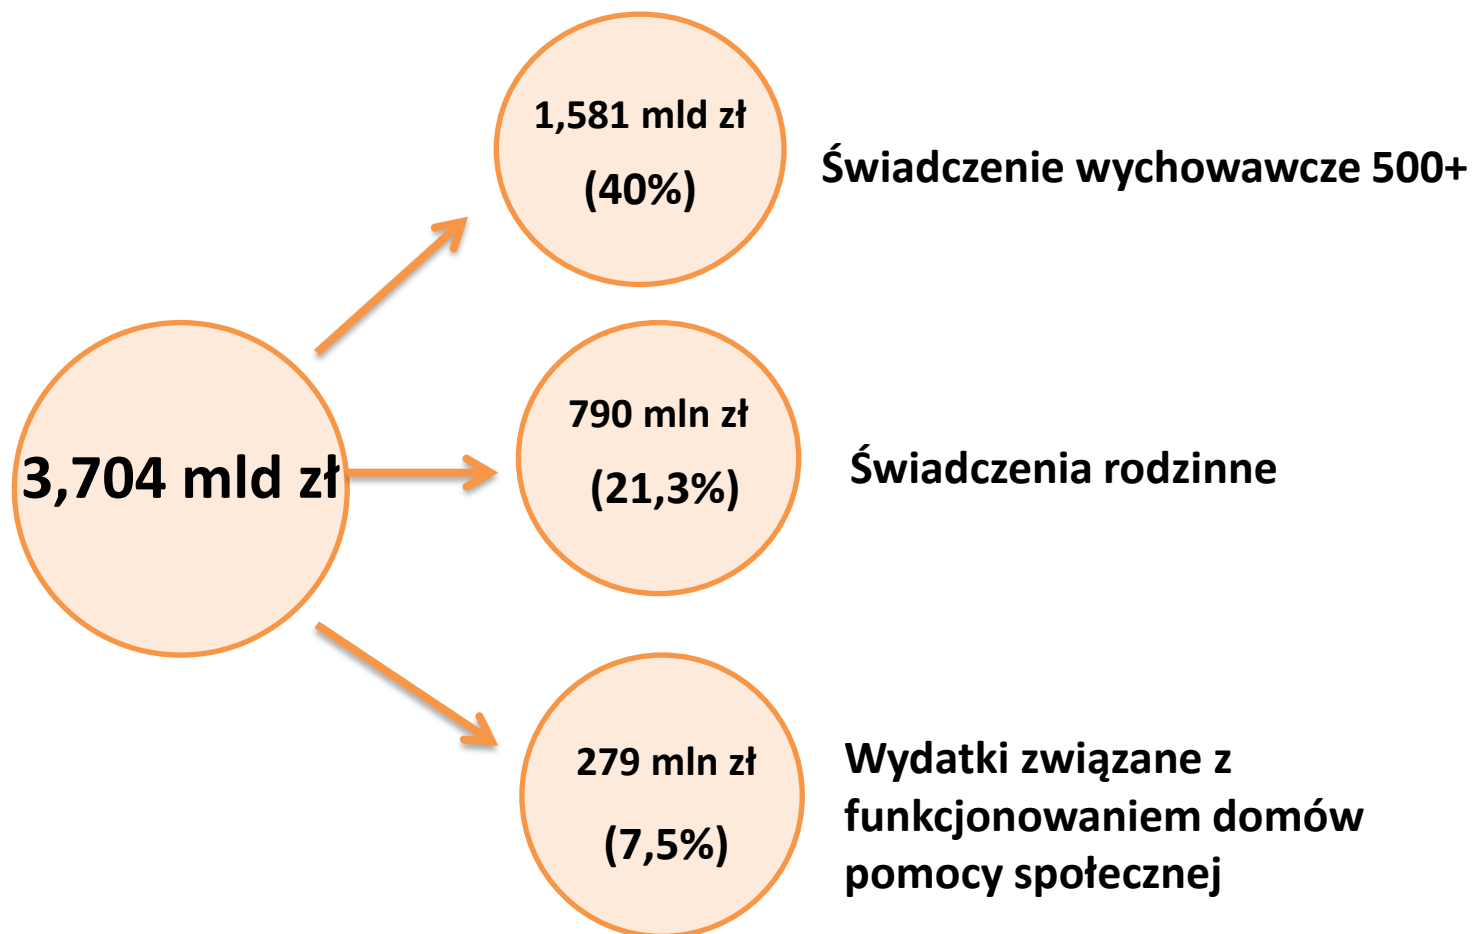 1,581 mld zł
(40%)
Świadczenie wychowawcze 500+
3,704 mld zł
790 mln zł
(21,3%)
Świadczenia rodzinne
279 mln zł
(7,5%)
Wydatki związane z
funkcjonowaniem domów
pomocy społecznej